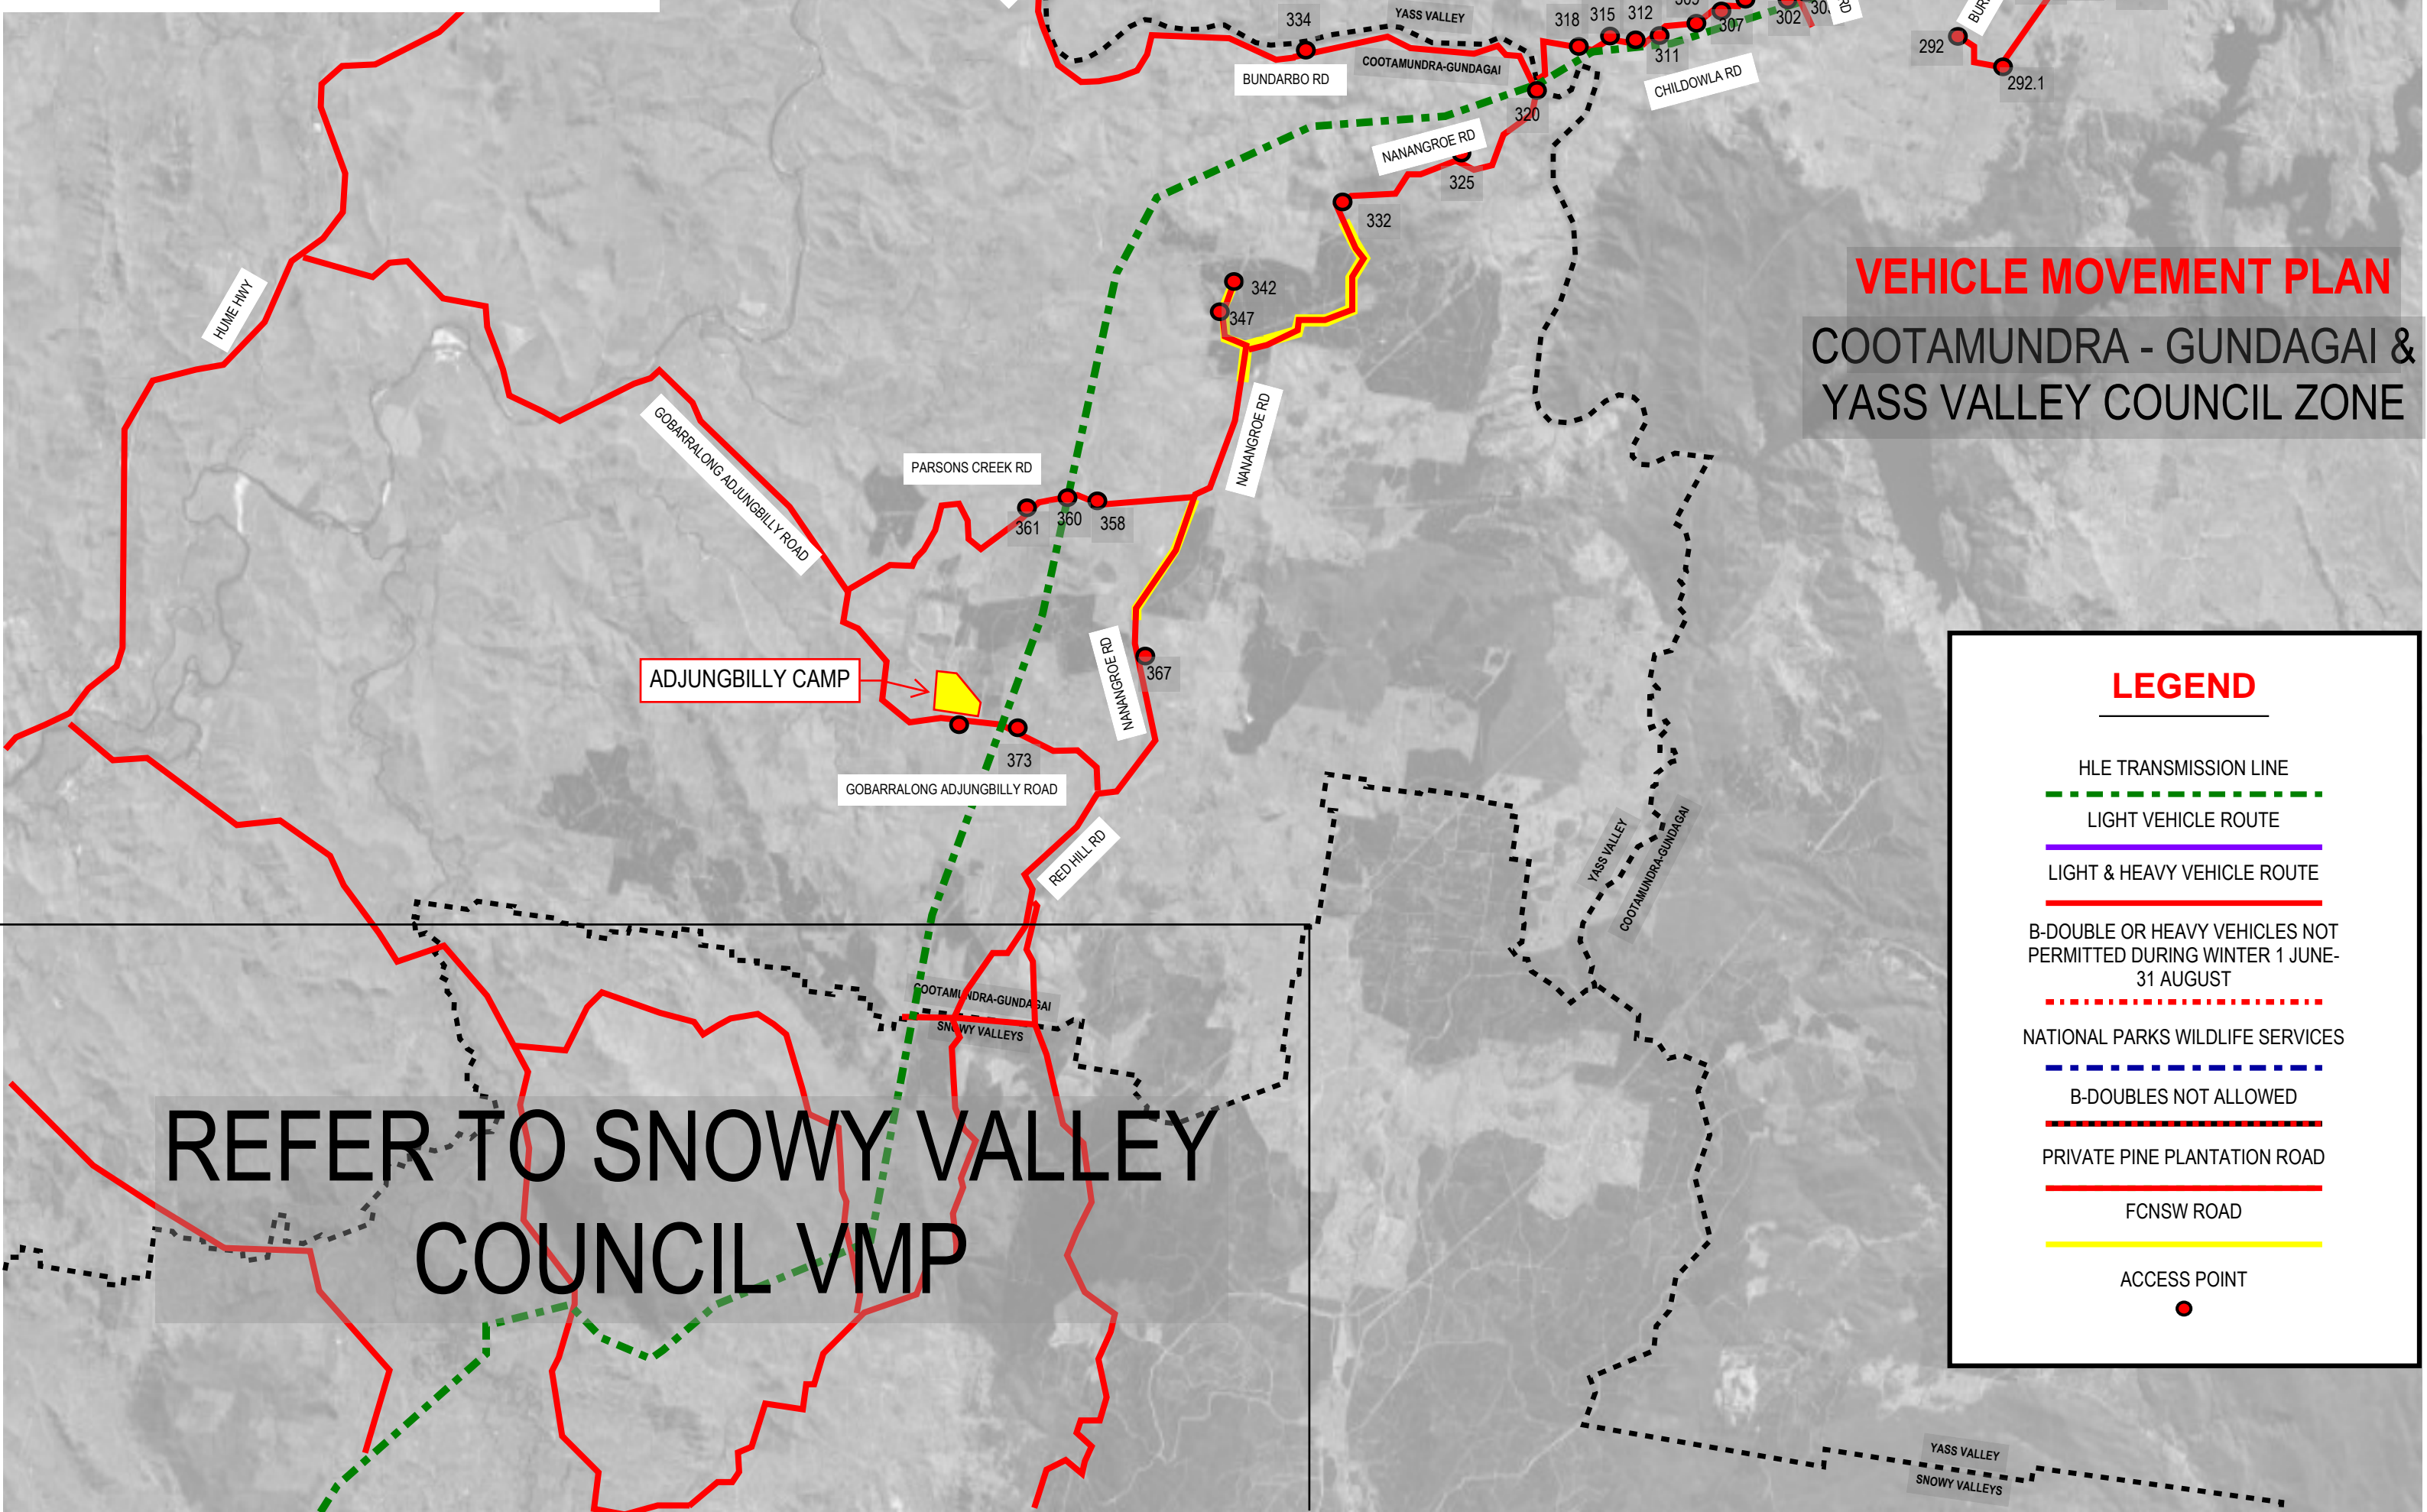 334
YASS VALLEY
318
315
312
307
302
311
COOTAMUNDRA-GUNDAGAI
BUNDARBO RD
CHILDOWLA RD
292
292.1
320
NANANGROE RD
325
332
342
347
HUME HWY
VEHICLE MOVEMENT PLAN
COOTAMUNDRA - GUNDAGAI &
YASS VALLEY COUNCIL ZONE
GOBARRALONG ADJUNGBILLY ROAD
NANANGROE RD
PARSONS CREEK RD
361
360
358
ADJUNGBILLY CAMP
NANANGROE RD
367
373
GOBARRALONG ADJUNGBILLY ROAD
RED HILL RD
YASS VALLEY
COOTAMUNDRA-GUNDAGAI
COOTAMUNDRA-GUNDAGAI
SNOWY VALLEYS
REFER TO SNOWY VALLEY
COUNCIL VMP
LEGEND
HLE TRANSMISSION LINE
LIGHT VEHICLE ROUTE
LIGHT & HEAVY VEHICLE ROUTE
B-DOUBLE OR HEAVY VEHICLES NOT
PERMITTED DURING WINTER 1 JUNE-
31 AUGUST
NATIONAL PARKS WILDLIFE SERVICES
B-DOUBLES NOT ALLOWED
PRIVATE PINE PLANTATION ROAD
FCNSW ROAD
ACCESS POINT
YASS VALLEY
SNOWY VALLEYS